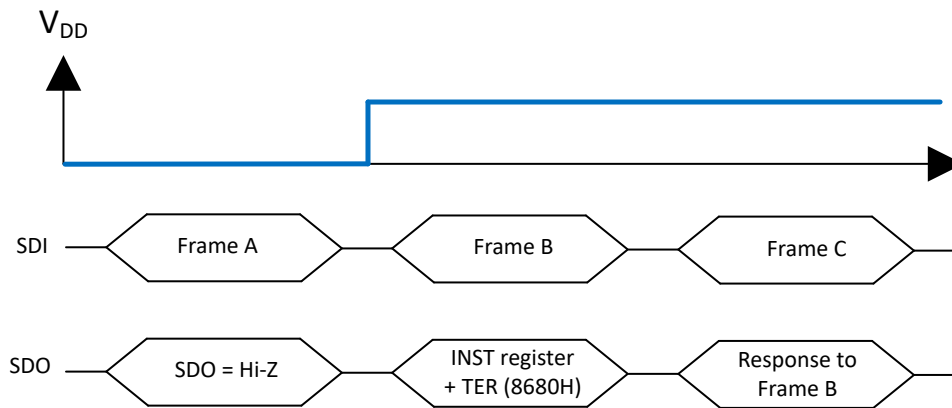 VDD
SDI
Frame A
Frame B
Frame C
SDO
SDO = Hi-Z
INST register
+ TER (8680H)
Response to
Frame B